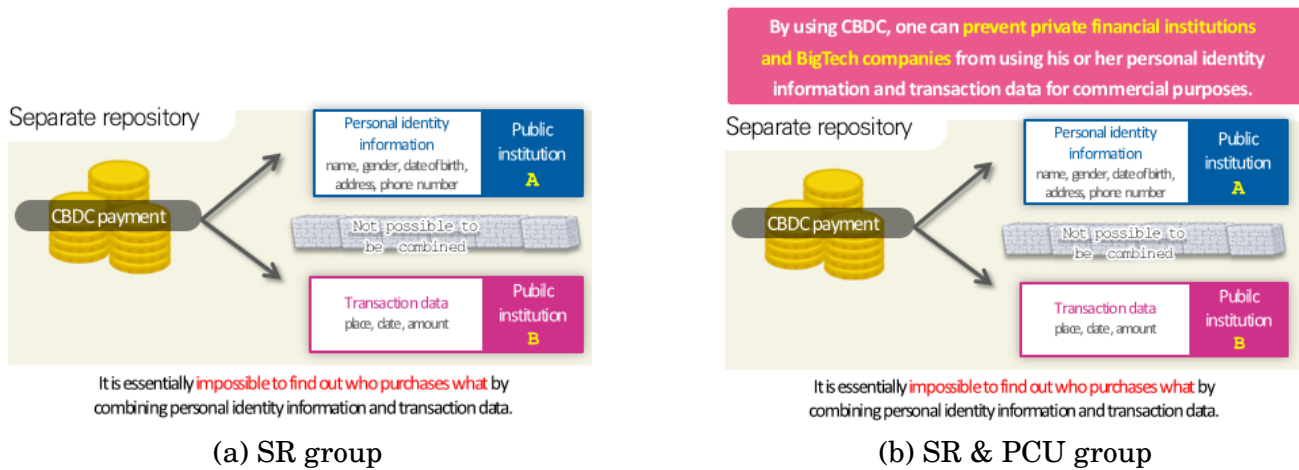 Separate repository
CBDC payment
Personal identity
information
name, gender, date of birth,
address, phone number
Public
institution
A
Not possible to
be combined
Transaction data
place, date, amount
Pubilc
institution
B
It is essentially impossible to find out who purchases what by
combining personal identity information and transaction data.
(a) SR group
By using CBDC, one can prevent private financial institutions
and BigTech companies from using his or her personal identity
information and transaction data for commercial purposes.
Separate repository
CBDC payment
Personal identity
information
name, gender, date of birth,
address, phone number
Public
institution
A
Not possible to
be combined
Transaction data
place, date, amount
Public
institution
B
It is essentially impossible to find out who purchases what by
combining personal identity information and transaction data.
(b) SR & PCU group